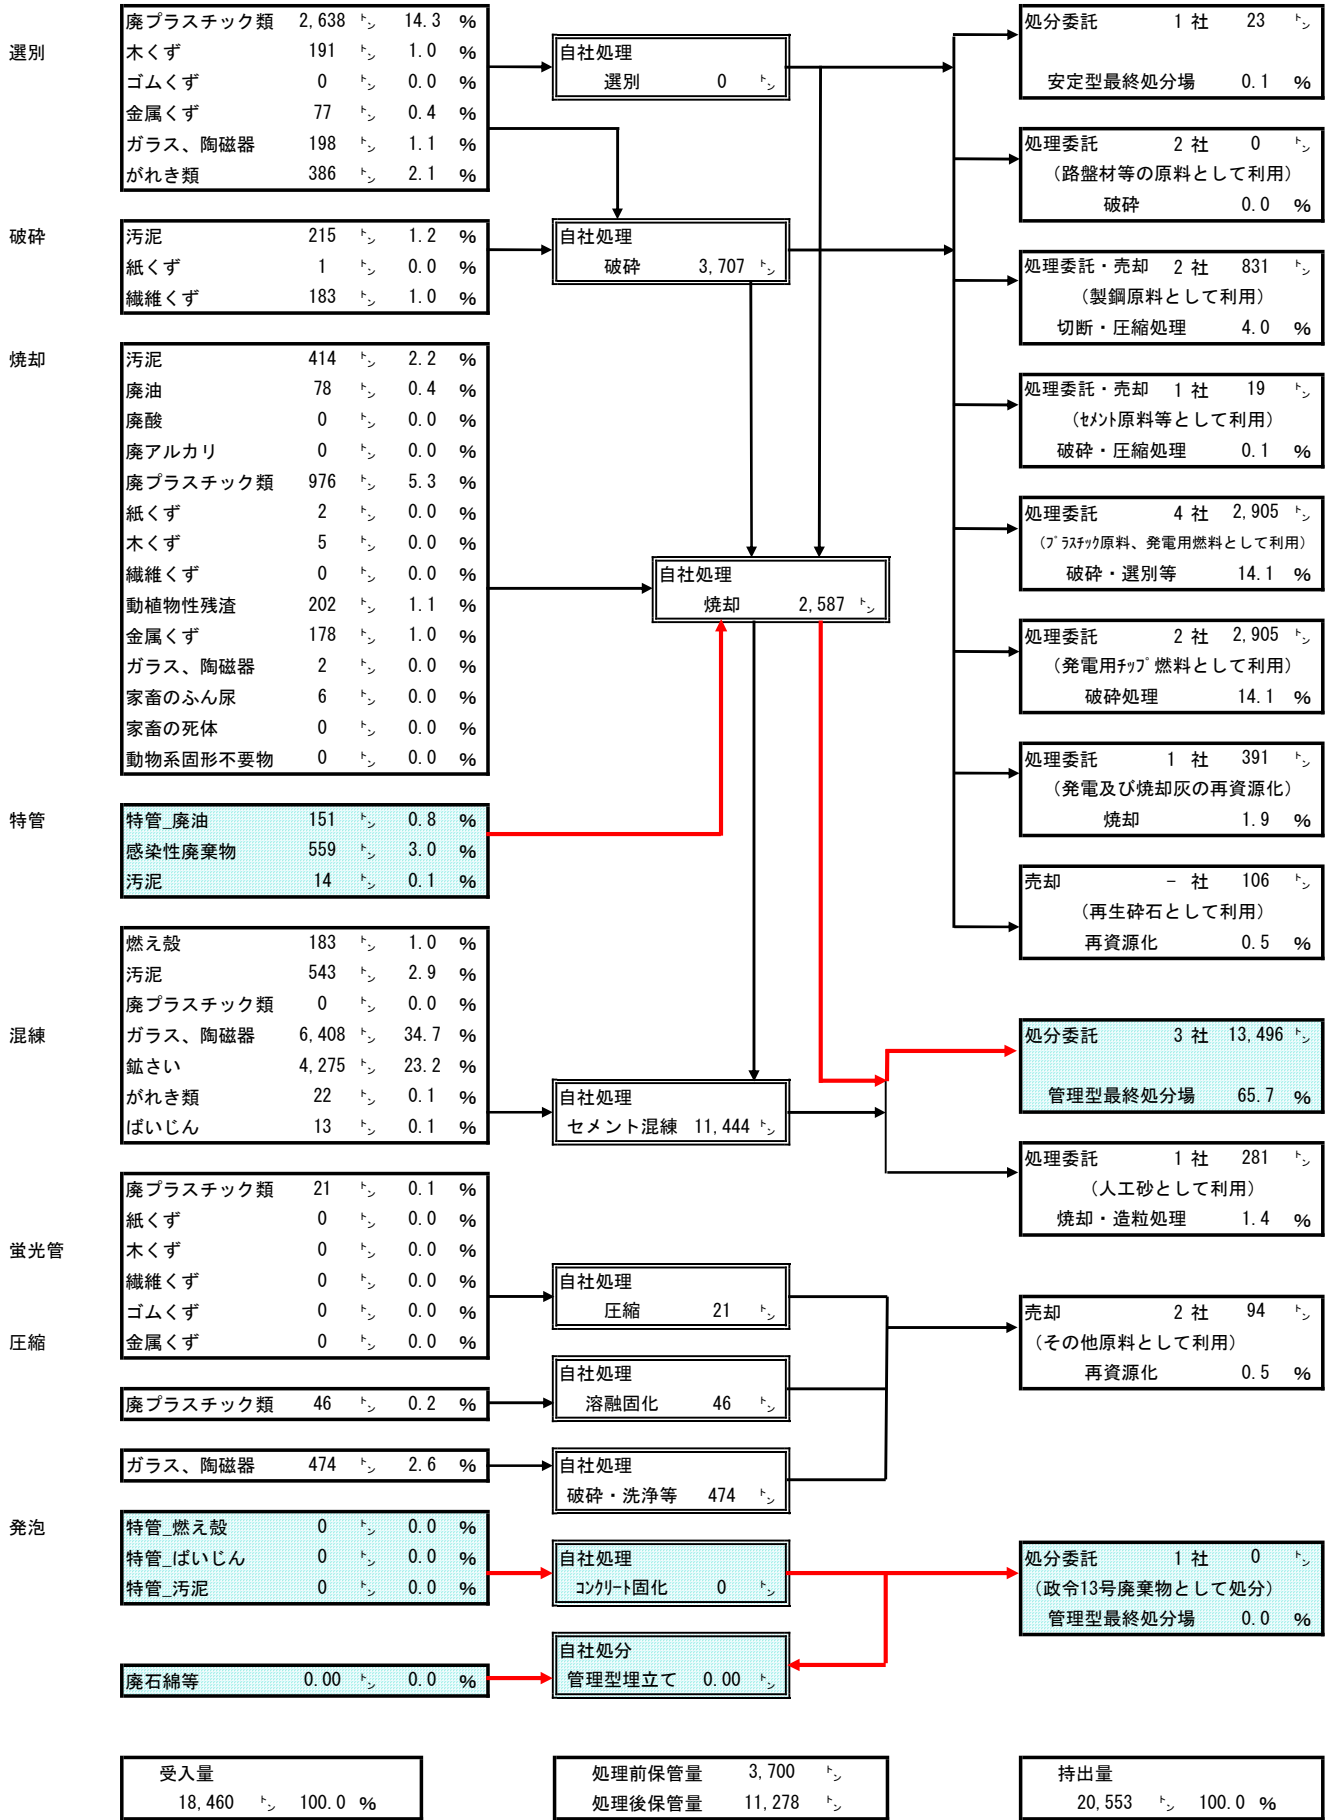 選別
廃プラスチック類 2,638 ﾄﾝ 14.3 %
木くず 191 ﾄﾝ 1.0 %
ゴムくず 0 ﾄﾝ 0.0 %
金属くず 77 ﾄﾝ 0.4 %
ガラス、陶磁器 198 ﾄﾝ 1.1 %
がれき類 386 ﾄﾝ 2.1 %
破砕
汚泥 215 ﾄﾝ 1.2 %
紙くず 1 ﾄﾝ 0.0 %
繊維くず 183 ﾄﾝ 1.0 %
焼却
汚泥 414 ﾄﾝ 2.2 %
廃油 78 ﾄﾝ 0.4 %
廃酸 0 ﾄﾝ 0.0 %
廃アルカリ 0 ﾄﾝ 0.0 %
廃プラスチック類 976 ﾄﾝ 5.3 %
紙くず 2 ﾄﾝ 0.0 %
木くず 5 ﾄﾝ 0.0 %
繊維くず 0 ﾄﾝ 0.0 %
動植物性残渣 202 ﾄﾝ 1.1 %
金属くず 178 ﾄﾝ 1.0 %
ガラス、陶磁器 2 ﾄﾝ 0.0 %
家畜のふん尿 6 ﾄﾝ 0.0 %
家畜の死体 0 ﾄﾝ 0.0 %
動物系固形不要物 0 ﾄﾝ 0.0 %
特管
特管_廃油 151 ﾄﾝ 0.8 %
感染性廃棄物 559 ﾄﾝ 3.0 %
汚泥 14 ﾄﾝ 0.1 %
混練
燃え殻 183 ﾄﾝ 1.0 %
汚泥 543 ﾄﾝ 2.9 %
廃プラスチック類 0 ﾄﾝ 0.0 %
ガラス、陶磁器 6,408 ﾄﾝ 34.7 %
鉱さい 4,275 ﾄﾝ 23.2 %
がれき類 22 ﾄﾝ 0.1 %
ばいじん 13 ﾄﾝ 0.1 %
蛍光管
圧縮
廃プラスチック類 21 ﾄﾝ 0.1 %
紙くず 0 ﾄﾝ 0.0 %
木くず 0 ﾄﾝ 0.0 %
繊維くず 0 ﾄﾝ 0.0 %
ゴムくず 0 ﾄﾝ 0.0 %
金属くず 0 ﾄﾝ 0.0 %
廃プラスチック類 46 ﾄﾝ 0.2 %
ガラス、陶磁器 474 ﾄﾝ 2.6 %
発泡
特管_燃え殻 0 ﾄﾝ 0.0 %
特管_ばいじん 0 ﾄﾝ 0.0 %
特管_汚泥 0 ﾄﾝ 0.0 %
廃石綿等 0.00 ﾄﾝ 0.0 %
自社処理
選別 0 ﾄﾝ
自社処理
破砕 3,707 ﾄﾝ
自社処理
焼却 2,587 ﾄﾝ
自社処理
セメント混練 11,444 ﾄﾝ
自社処理
圧縮 21 ﾄﾝ
自社処理
溶融固化 46 ﾄﾝ
自社処理
破砕・洗浄等 474 ﾄﾝ
自社処理
ｺﾝｸﾘｰﾄ固化 0 ﾄﾝ
自社処分
管理型埋立て 0.00 ﾄﾝ
処分委託 1 社 23 ﾄﾝ
安定型最終処分場 0.1 %
処理委託 2 社 0 ﾄﾝ
（路盤材等の原料として利用）
破砕 0.0 %
処理委託・売却 2 社 831 ﾄﾝ
（製鋼原料として利用）
切断・圧縮処理 4.0 %
処理委託・売却 1 社 19 ﾄﾝ
（ｾﾒﾝﾄ原料等として利用）
破砕・圧縮処理 0.1 %
処理委託 4 社 2,905 ﾄﾝ
（ﾌﾟﾗｽﾁｯｸ原料、発電用燃料として利用）
破砕・選別等 14.1 %
処理委託 2 社 2,905 ﾄﾝ
（発電用ﾁｯﾌﾟ燃料として利用）
破砕処理 14.1 %
処理委託 1 社 391 ﾄﾝ
（発電及び焼却灰の再資源化）
焼却 1.9 %
売却 - 社 106 ﾄﾝ
（再生砕石として利用）
再資源化 0.5 %
処分委託 3 社 13,496 ﾄﾝ
管理型最終処分場 65.7 %
処理委託 1 社 281 ﾄﾝ
（人工砂として利用）
焼却・造粒処理 1.4 %
売却 2 社 94 ﾄﾝ
（その他原料として利用）
再資源化 0.5 %
処分委託 1 社 0 ﾄﾝ
（政令13号廃棄物として処分）
管理型最終処分場 0.0 %
受入量
18,460 ﾄﾝ 100.0 %
処理前保管量 3,700 ﾄﾝ
処理後保管量 11,278 ﾄﾝ
持出量
20,553 ﾄﾝ 100.0 %